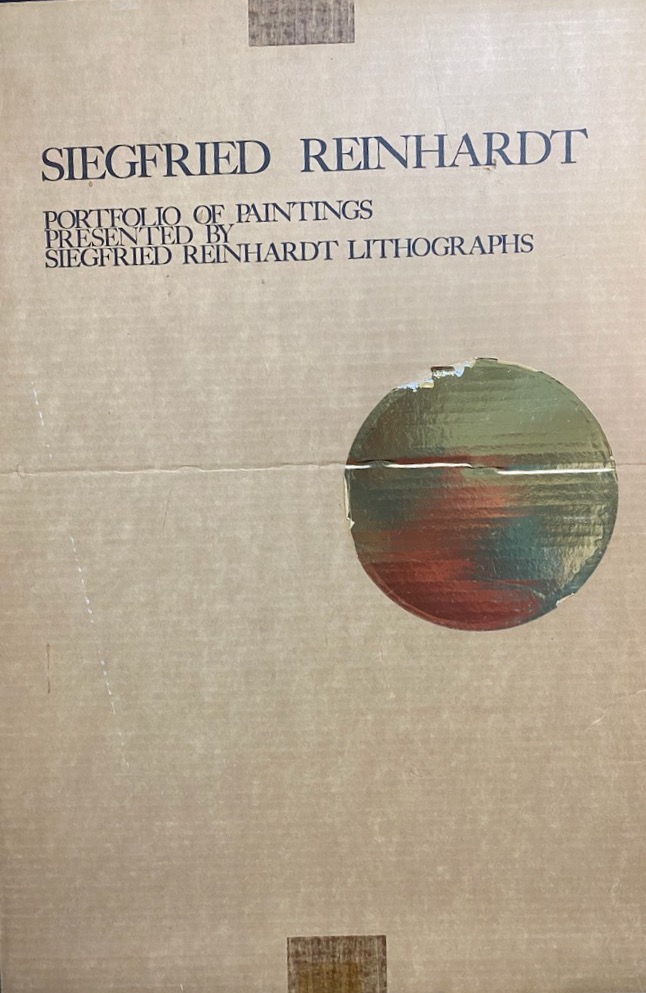 SIEGFRIED REINHARDT
PORTFOLIO OF PAINTINGS
PRESENTED BY
SIEGFRIED REINHARDT LITHOGRAPHS